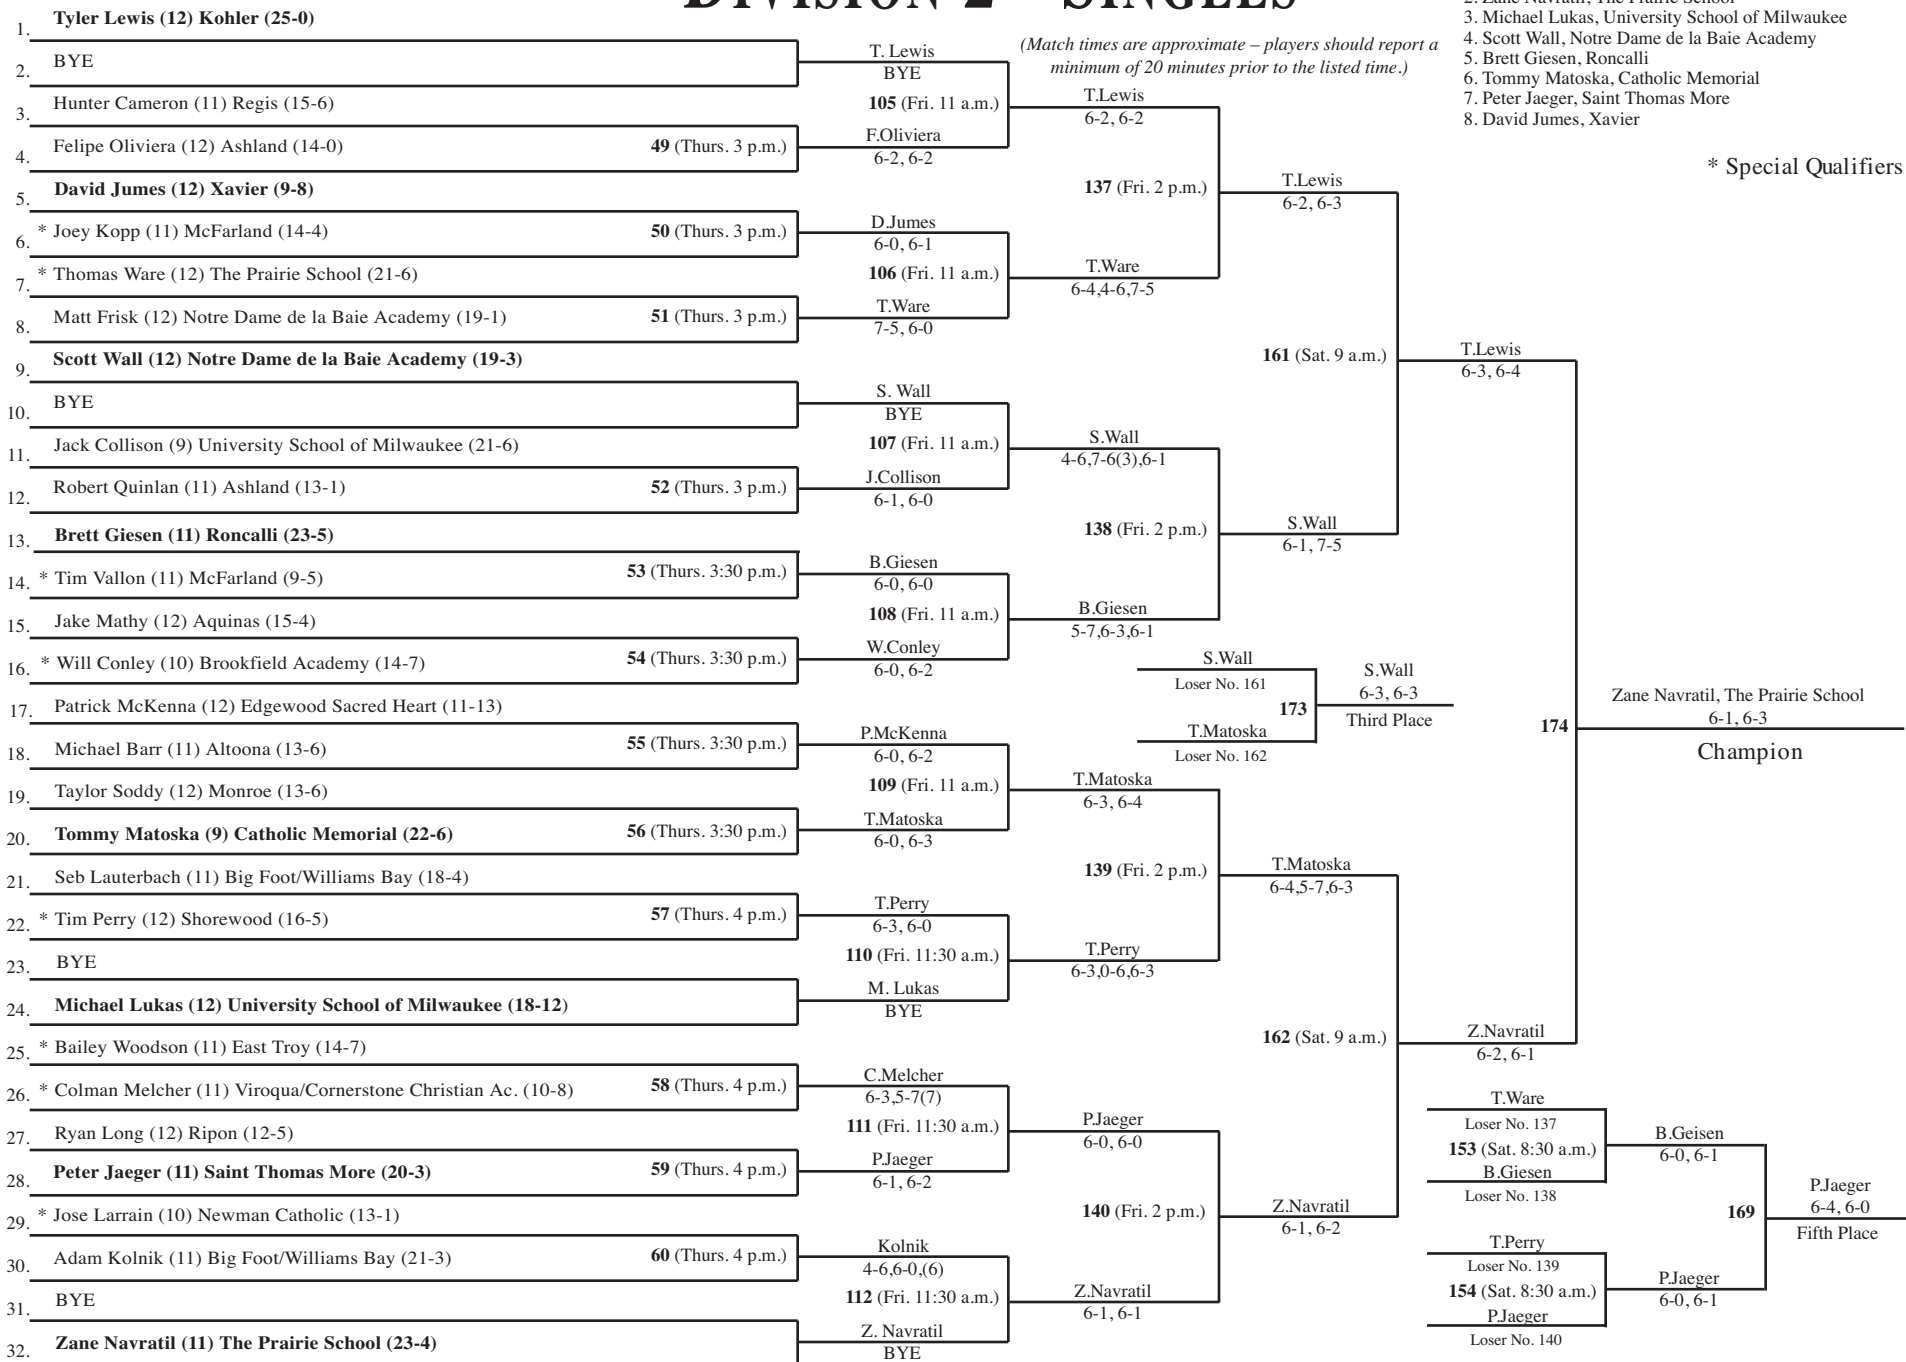 DIVISION 2 – SINGLES
(Match times are approximate – players should report a
minimum of 20 minutes prior to the listed time.)
2. Zane Navratil, The Prairie School
3. Michael Lukas, University School of Milwaukee
4. Scott Wall, Notre Dame de la Baie Academy
5. Brett Giesen, Roncalli
6. Tommy Matoska, Catholic Memorial
7. Peter Jaeger, Saint Thomas More
8. David Jumes, Xavier
* Special Qualifiers
1. Tyler Lewis (12) Kohler (25-0)
2. BYE
3. Hunter Cameron (11) Regis (15-6)
4. Felipe Oliviera (12) Ashland (14-0)
49 (Thurs. 3 p.m.)
5. David Jumes (12) Xavier (9-8)
6. * Joey Kopp (11) McFarland (14-4)
50 (Thurs. 3 p.m.)
7. * Thomas Ware (12) The Prairie School (21-6)
8. Matt Frisk (12) Notre Dame de la Baie Academy (19-1)
51 (Thurs. 3 p.m.)
9. Scott Wall (12) Notre Dame de la Baie Academy (19-3)
10. BYE
11. Jack Collison (9) University School of Milwaukee (21-6)
12. Robert Quinlan (11) Ashland (13-1)
52 (Thurs. 3 p.m.)
13. Brett Giesen (11) Roncalli (23-5)
14. * Tim Vallon (11) McFarland (9-5)
53 (Thurs. 3:30 p.m.)
15. Jake Mathy (12) Aquinas (15-4)
16. * Will Conley (10) Brookfield Academy (14-7)
54 (Thurs. 3:30 p.m.)
17. Patrick McKenna (12) Edgewood Sacred Heart (11-13)
18. Michael Barr (11) Altoona (13-6)
55 (Thurs. 3:30 p.m.)
19. Taylor Soddy (12) Monroe (13-6)
20. Tommy Matoska (9) Catholic Memorial (22-6)
56 (Thurs. 3:30 p.m.)
21. Seb Lauterbach (11) Big Foot/Williams Bay (18-4)
22. * Tim Perry (12) Shorewood (16-5)
57 (Thurs. 4 p.m.)
23. BYE
24. Michael Lukas (12) University School of Milwaukee (18-12)
25. * Bailey Woodson (11) East Troy (14-7)
26. * Colman Melcher (11) Viroqua/Cornerstone Christian Ac. (10-8)
58 (Thurs. 4 p.m.)
27. Ryan Long (12) Ripon (12-5)
28. Peter Jaeger (11) Saint Thomas More (20-3)
59 (Thurs. 4 p.m.)
29. * Jose Larrain (10) Newman Catholic (13-1)
30. Adam Kolnik (11) Big Foot/Williams Bay (21-3)
60 (Thurs. 4 p.m.)
31. BYE
32. Zane Navratil (11) The Prairie School (23-4)
T. Lewis
BYE
105 (Fri. 11 a.m.)
F.Oliviera
6-2, 6-2
D.Jumes
6-0, 6-1
106 (Fri. 11 a.m.)
T.Ware
7-5, 6-0
S. Wall
BYE
107 (Fri. 11 a.m.)
J.Collison
6-1, 6-0
B.Giesen
6-0, 6-0
108 (Fri. 11 a.m.)
W.Conley
6-0, 6-2
P.McKenna
6-0, 6-2
109 (Fri. 11 a.m.)
T.Matoska
6-0, 6-3
T.Perry
6-3, 6-0
110 (Fri. 11:30 a.m.)
M. Lukas
BYE
C.Melcher
6-3,5-7(7)
111 (Fri. 11:30 a.m.)
P.Jaeger
6-1, 6-2
Kolnik
4-6,6-0,(6)
112 (Fri. 11:30 a.m.)
Z. Navratil
BYE
T.Lewis
6-2, 6-2
137 (Fri. 2 p.m.)
T.Ware
6-4,4-6,7-5
S.Wall
4-6,7-6(3),6-1
138 (Fri. 2 p.m.)
B.Giesen
5-7,6-3,6-1
T.Matoska
6-3, 6-4
139 (Fri. 2 p.m.)
T.Perry
6-3,0-6,6-3
P.Jaeger
6-0, 6-0
140 (Fri. 2 p.m.)
Z.Navratil
6-1, 6-1
T.Lewis
6-2, 6-3
161 (Sat. 9 a.m.)
S.Wall
6-1, 7-5
T.Matoska
6-4,5-7,6-3
162 (Sat. 9 a.m.)
Z.Navratil
6-1, 6-2
T.Lewis
6-3, 6-4
174
Z.Navratil
6-2, 6-1
Zane Navratil, The Prairie School
6-1, 6-3
Champion
S.Wall
Loser No. 161
173
T.Matoska
Loser No. 162
S.Wall
6-3, 6-3
Third Place
T.Ware
Loser No. 137
153 (Sat. 8:30 a.m.)
B.Giesen
Loser No. 138
B.Geisen
6-0, 6-1
169
T.Perry
Loser No. 139
154 (Sat. 8:30 a.m.)
P.Jaeger
Loser No. 140
P.Jaeger
6-0, 6-1
P.Jaeger
6-4, 6-0
Fifth Place